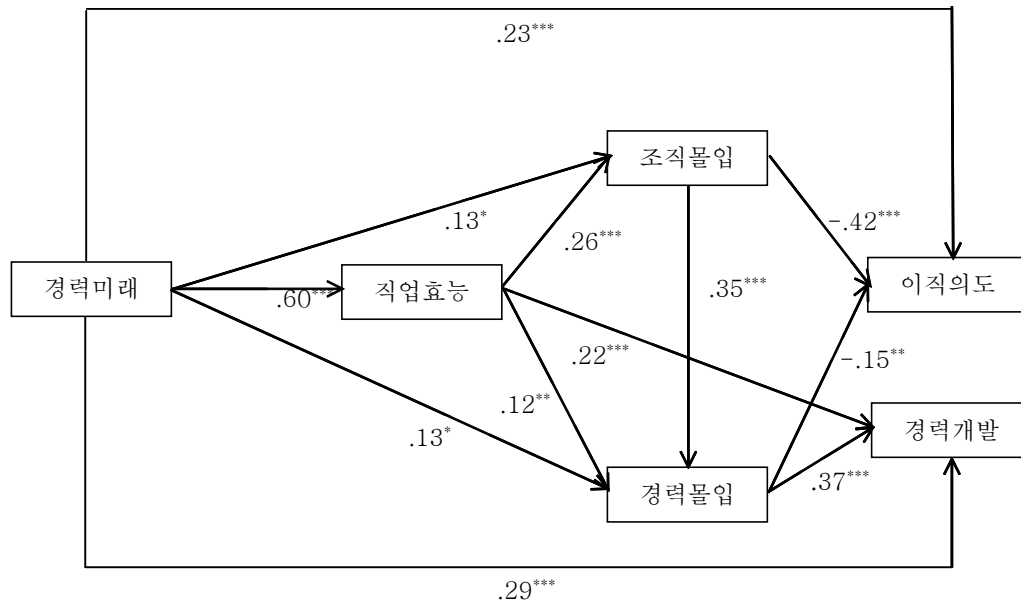 .23***
조직몰입
.13*
.26***
-.42***
경력미래
.60***
직업효능
.35***
이직의도
.22***
-.15**
.12**
.13*
경력개발
경력몰입
.37***
.29***